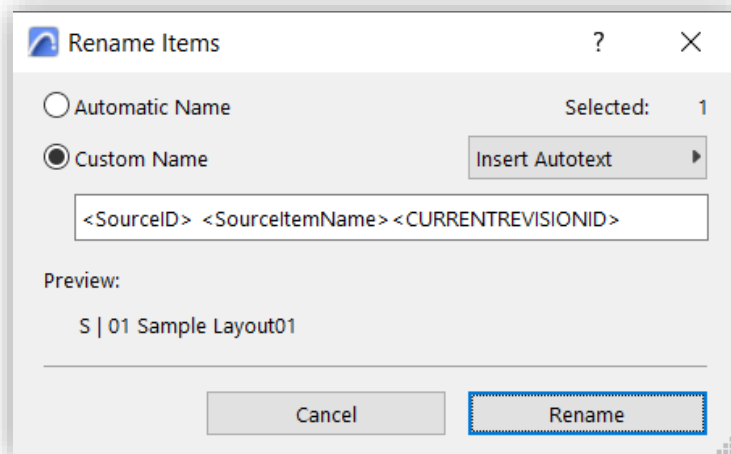 Rename Items ? ×
Automatic Name Selected: 1
Custom Name Insert Autotext
<SourceID> <SourceItemName><CURRENTREVISIONID>
Preview:
S | 01 Sample Layout01
Cancel Rename